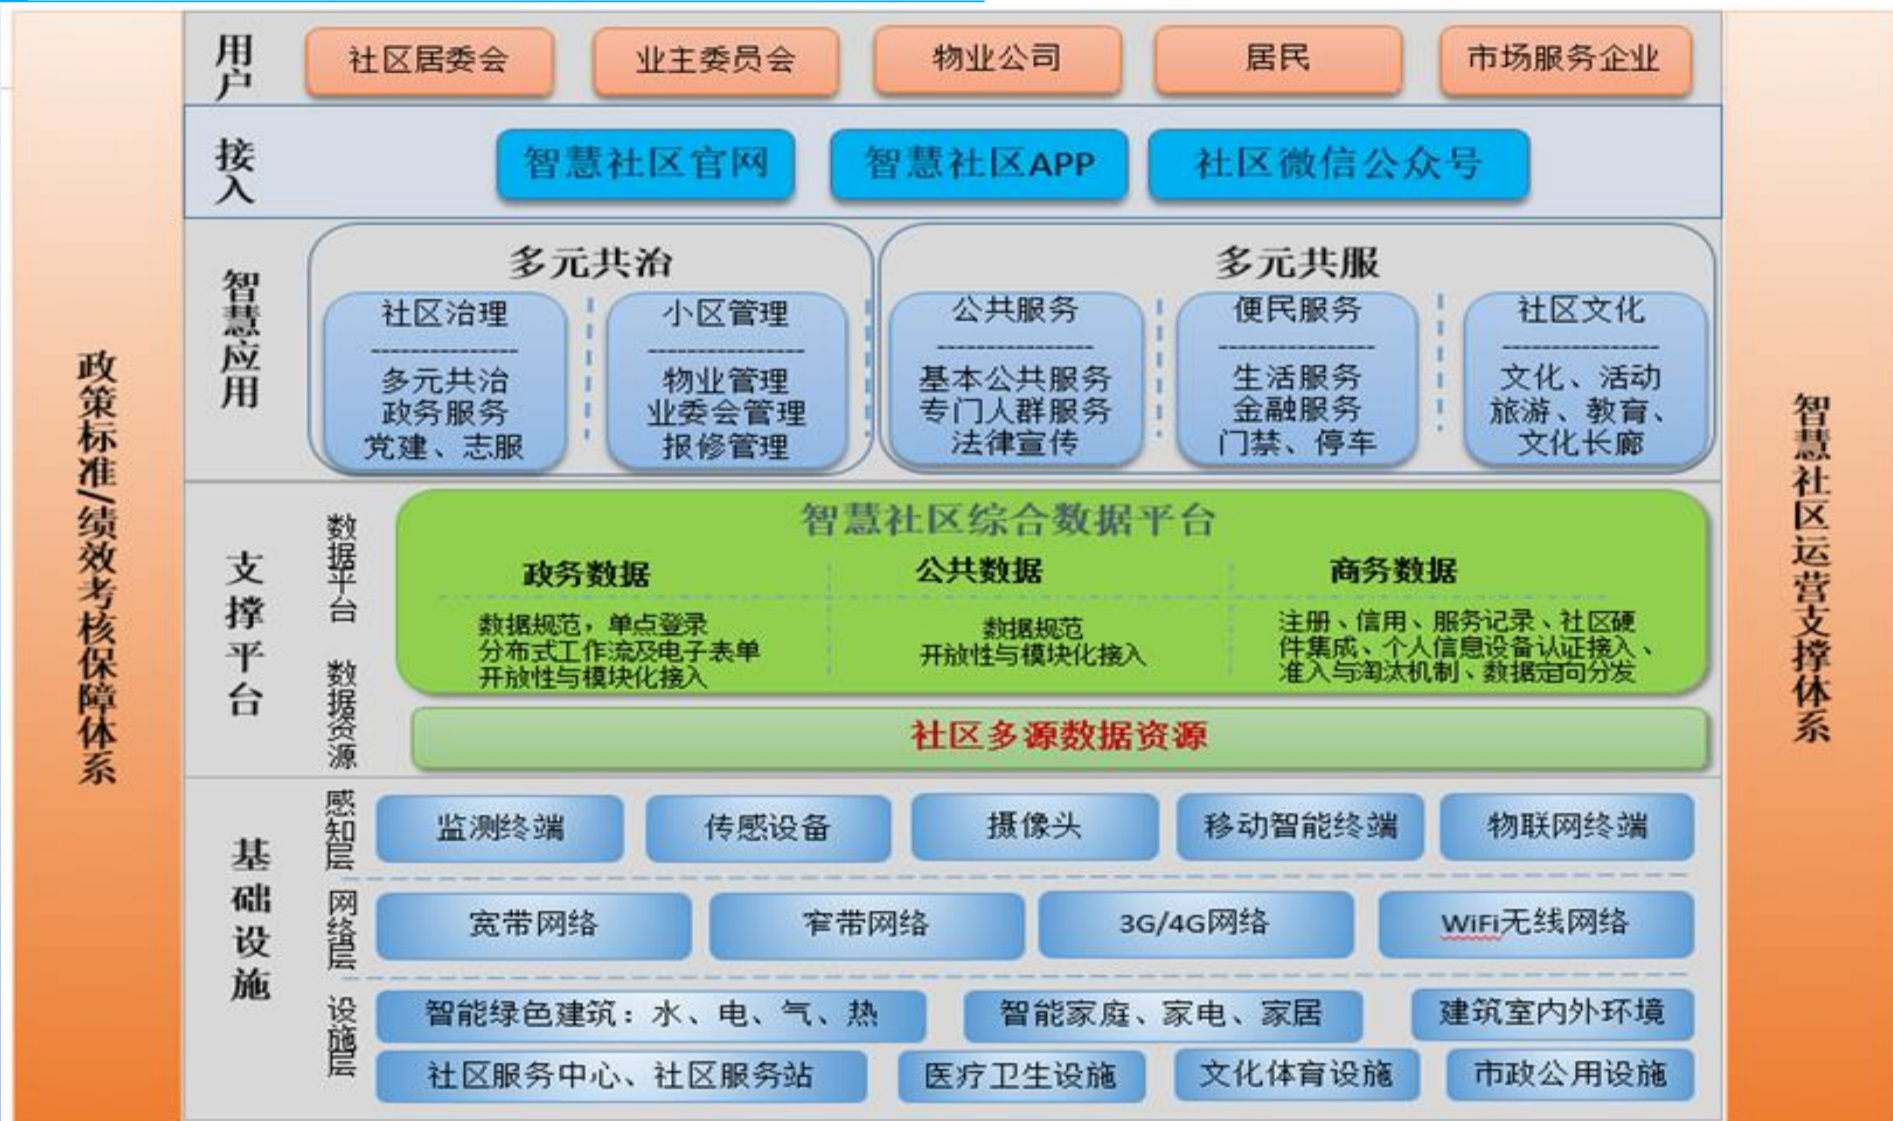 政策标准/绩效考核保障体系
用户
社区居委会
业主委员会
物业公司
居民
市场服务企业
接入
智慧社区官网
智慧社区APP
社区微信公众号
智慧应用
多元共治
社区治理
---------------
多元共治
政务服务
党建、志服
小区管理
----------------
物业管理
业委会管理
报修管理
多元共服
公共服务
----------------
基本公共服务
专门人群服务
法律宣传
便民服务
----------------
生活服务
金融服务
门禁、停车
社区文化
----------------
文化、活动
旅游、教育、
文化长廊
支撑平台
数据平台
智慧社区综合数据平台
政务数据
数据规范，单点登录
分布式工作流及电子表单
开放性与模块化接入
公共数据
数据规范
开放性与模块化接入
商务数据
注册、信用、服务记录、社区硬
件集成、个人信息设备认证接入、
准入与淘汰机制、数据定向分发
数据资源
社区多源数据资源
基础设施
感知层
监测终端
传感设备
摄像头
移动智能终端
物联网终端
网络层
宽带网络
窄带网络
3G/4G网络
WiFi无线网络
设施层
智能绿色建筑：水、电、气、热
智能家庭、家电、家居
建筑室内外环境
社区服务中心、社区服务站
医疗卫生设施
文化体育设施
市政公用设施
智慧社区运营支撑体系